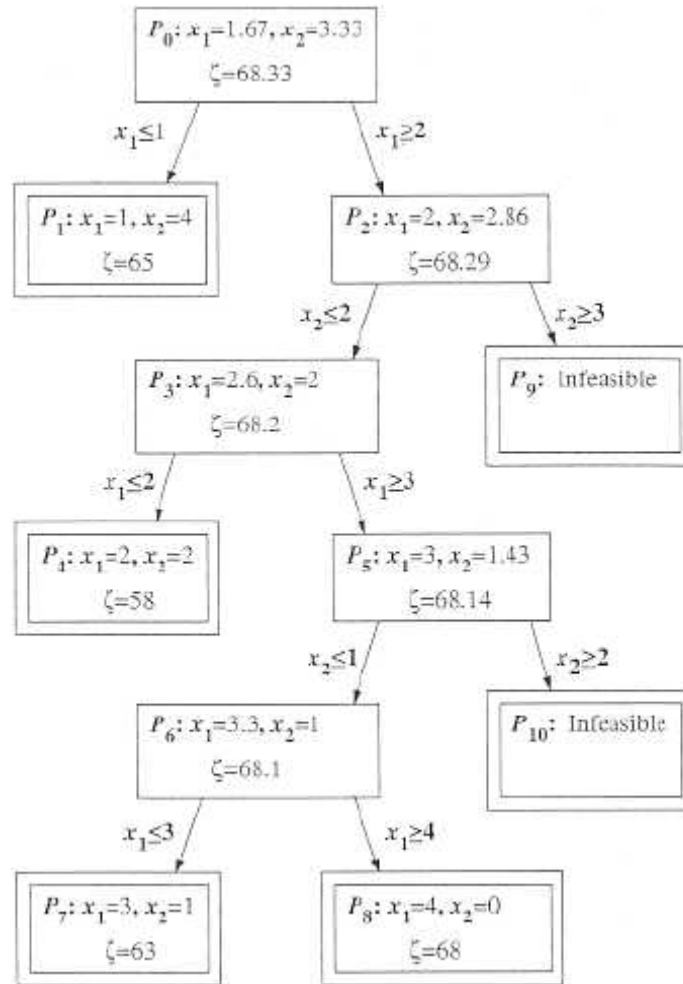 P₀: x₁=1.67, x₂=3.33
ζ=68.33
x₁≤1
x₁≥2
P₁: x₁=1, x₂=4
ζ=65
P₂: x₁=2, x₂=2.86
ζ=68.29
x₂≤2
x₂≥3
P₃: x₁=2.6, x₂=2
ζ=68.2
P₉: Infeasible
x₁≤2
x₁≥3
P₄: x₁=2, x₂=2
ζ=58
P₅: x₁=3, x₂=1.43
ζ=68.14
x₂≤1
x₂≥2
P₆: x₁=3.3, x₂=1
ζ=68.1
P₁₀: Infeasible
x₁≤3
x₁≥4
P₇: x₁=3, x₂=1
ζ=63
P₈: x₁=4, x₂=0
ζ=68